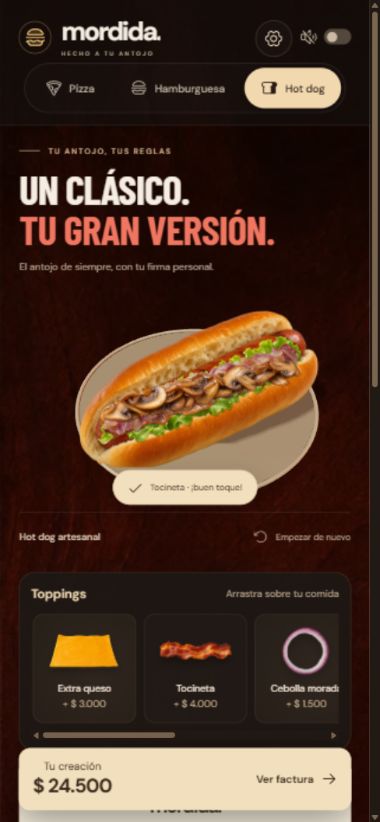 mordida.
HECHO A TU ANTOJO
Pizza
Hamburguesa
Hot dog
TU ANTOJO, TUS REGLAS
UN CLÁSICO.
TU GRAN VERSIÓN.
El antojo de siempre, con tu firma personal.
Tocineta · ¡buen toque!
Hot dog artesanal
Empezar de nuevo
Toppings
Arrastra sobre tu comida
Extra queso
+ $ 3.000
Tocineta
+ $ 4.000
Cebolla morada
+ $ 1.500
Tu creación
$ 24.500
Ver factura
mordida.